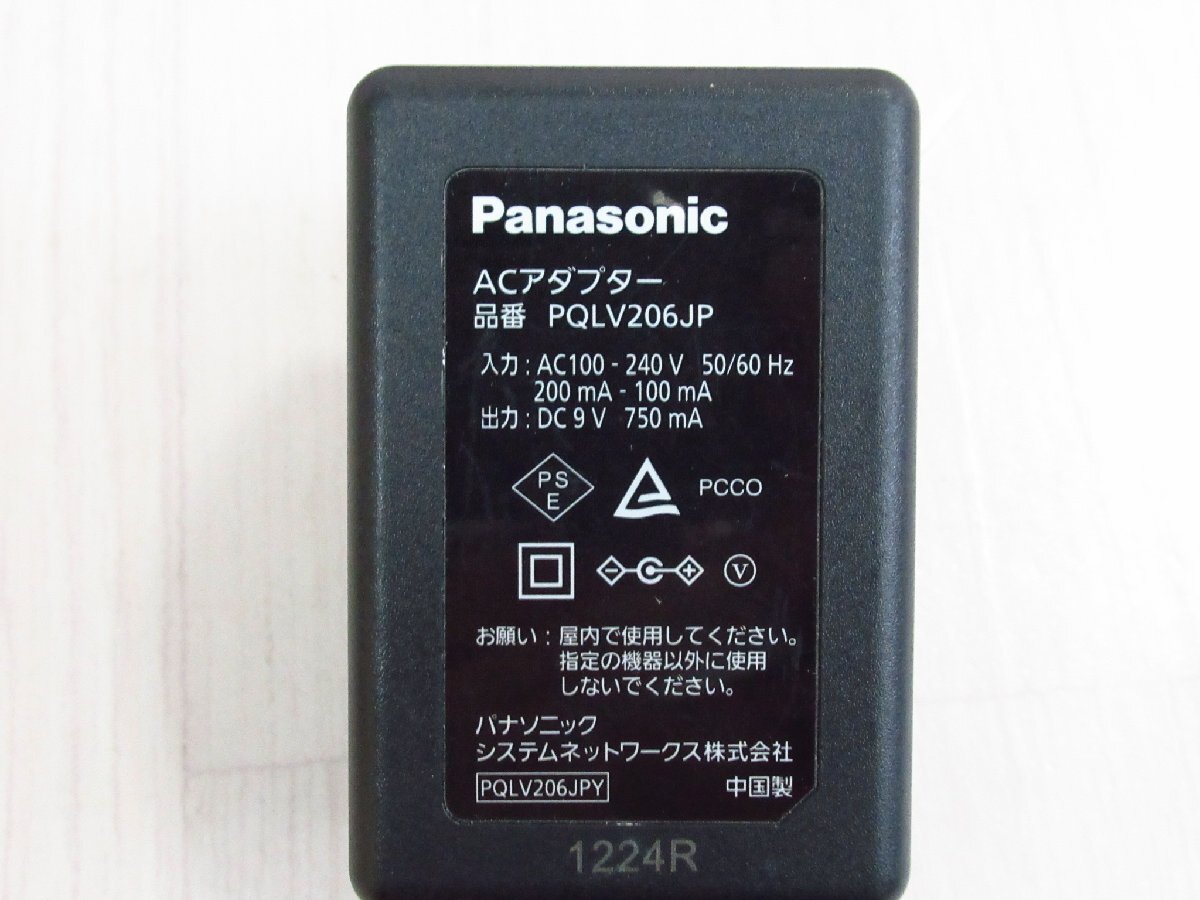 Panasonic
ACアダプター
品番 PQLV206JP
入力 : AC100 - 240 V 50/60 Hz
200 mA - 100 mA
出力 : DC 9 V 750 mA
PS
E
PCCO
V
お願い : 屋内で使用してください。
指定の機器以外に使用
しないでください。
パナソニック
システムネットワークス株式会社
PQLV206JPY 中国製
1224R